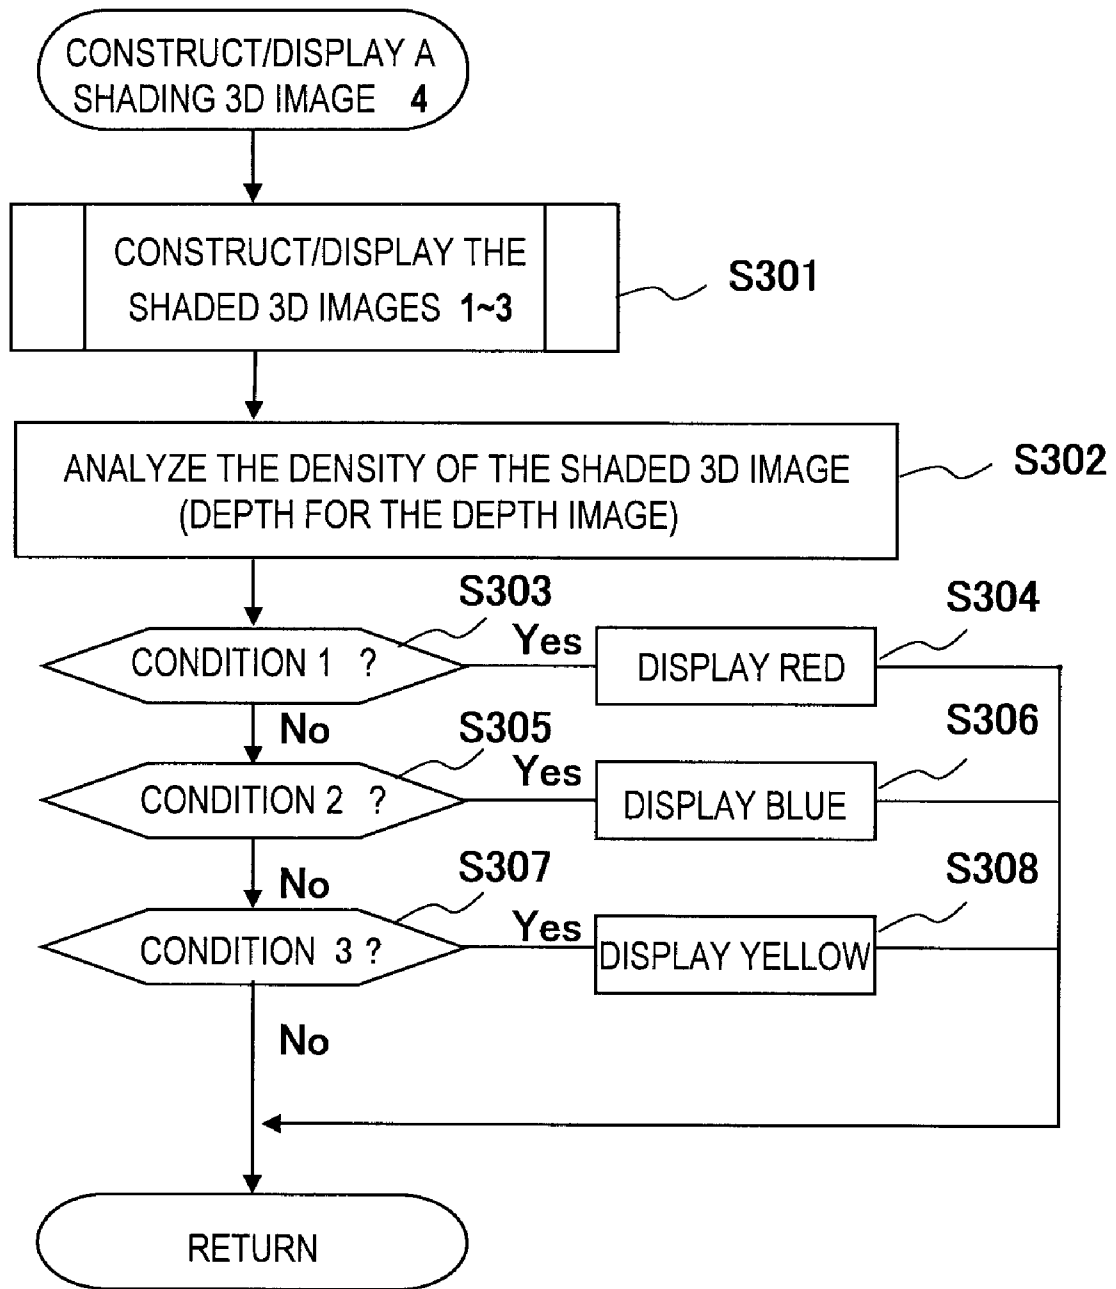 CONSTRUCT/DISPLAY A
SHADING 3D IMAGE 4
CONSTRUCT/DISPLAY THE
SHADED 3D IMAGES 1~3
S301
ANALYZE THE DENSITY OF THE SHADED 3D IMAGE
(DEPTH FOR THE DEPTH IMAGE)
S302
CONDITION 1 ?
S303
Yes
DISPLAY RED
S304
No
CONDITION 2 ?
S305
Yes
DISPLAY BLUE
S306
No
CONDITION 3 ?
S307
Yes
DISPLAY YELLOW
S308
No
RETURN